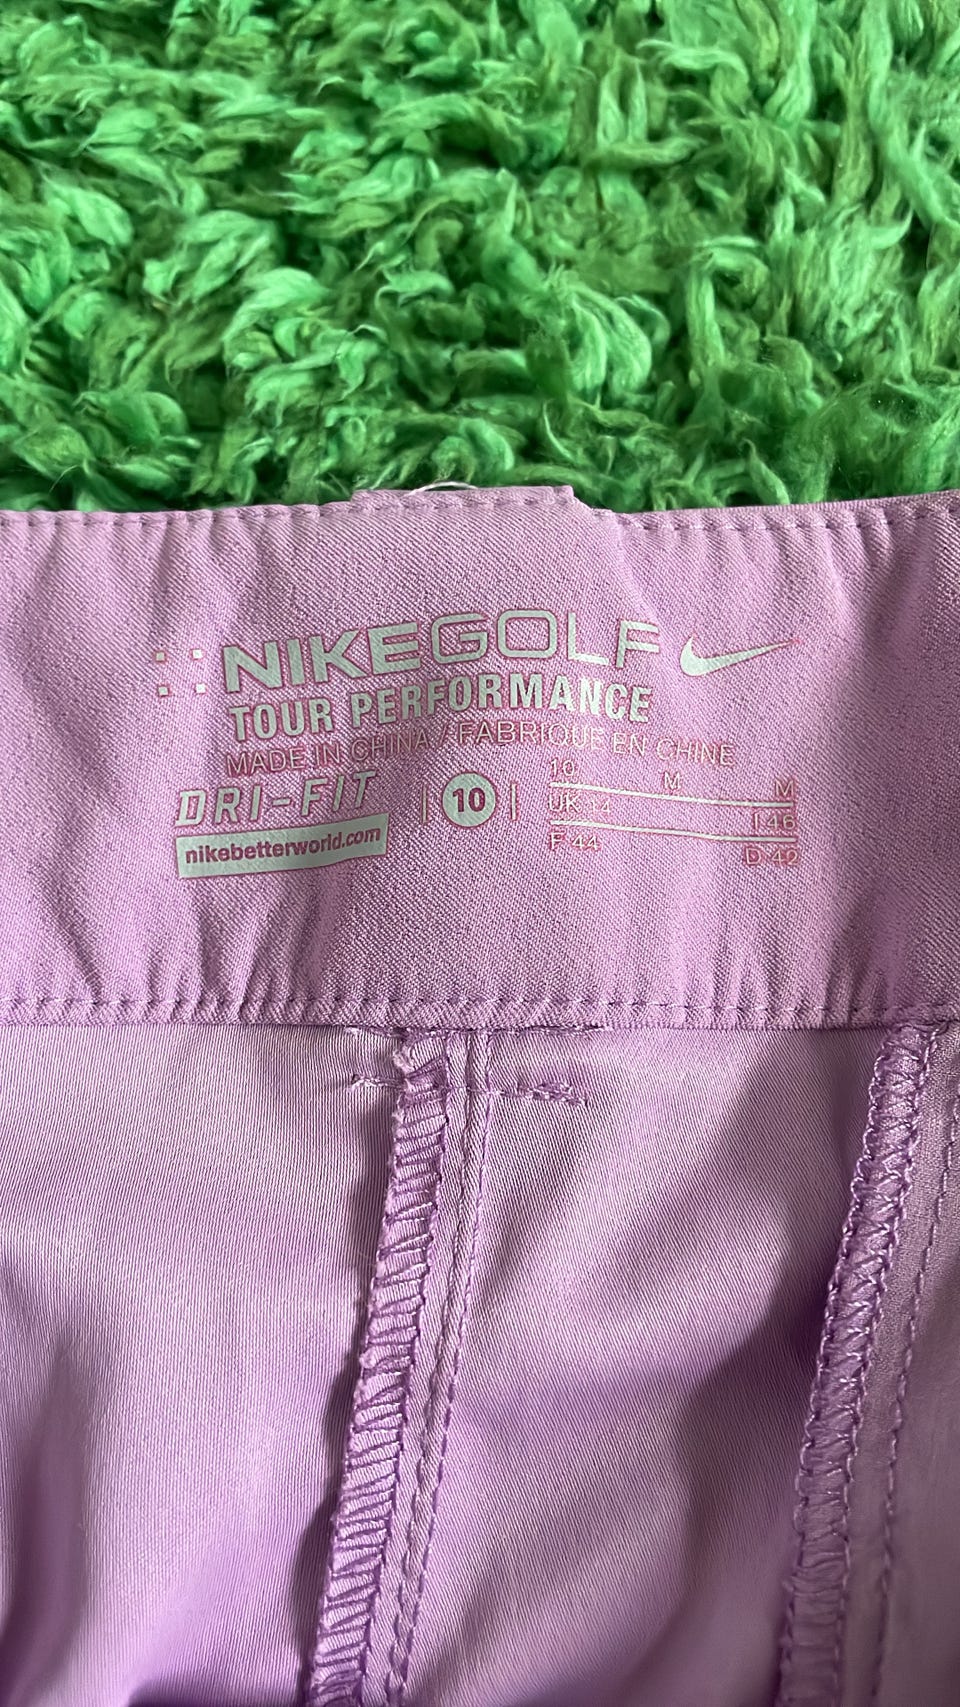 NIKEGOLF
TOUR PERFORMANCE
MADE IN CHINA / FABRIQUE EN CHINE
DRI-FIT
nikebetterworld.com
10
10 M M
UK 14 I 46
F 44 D 42